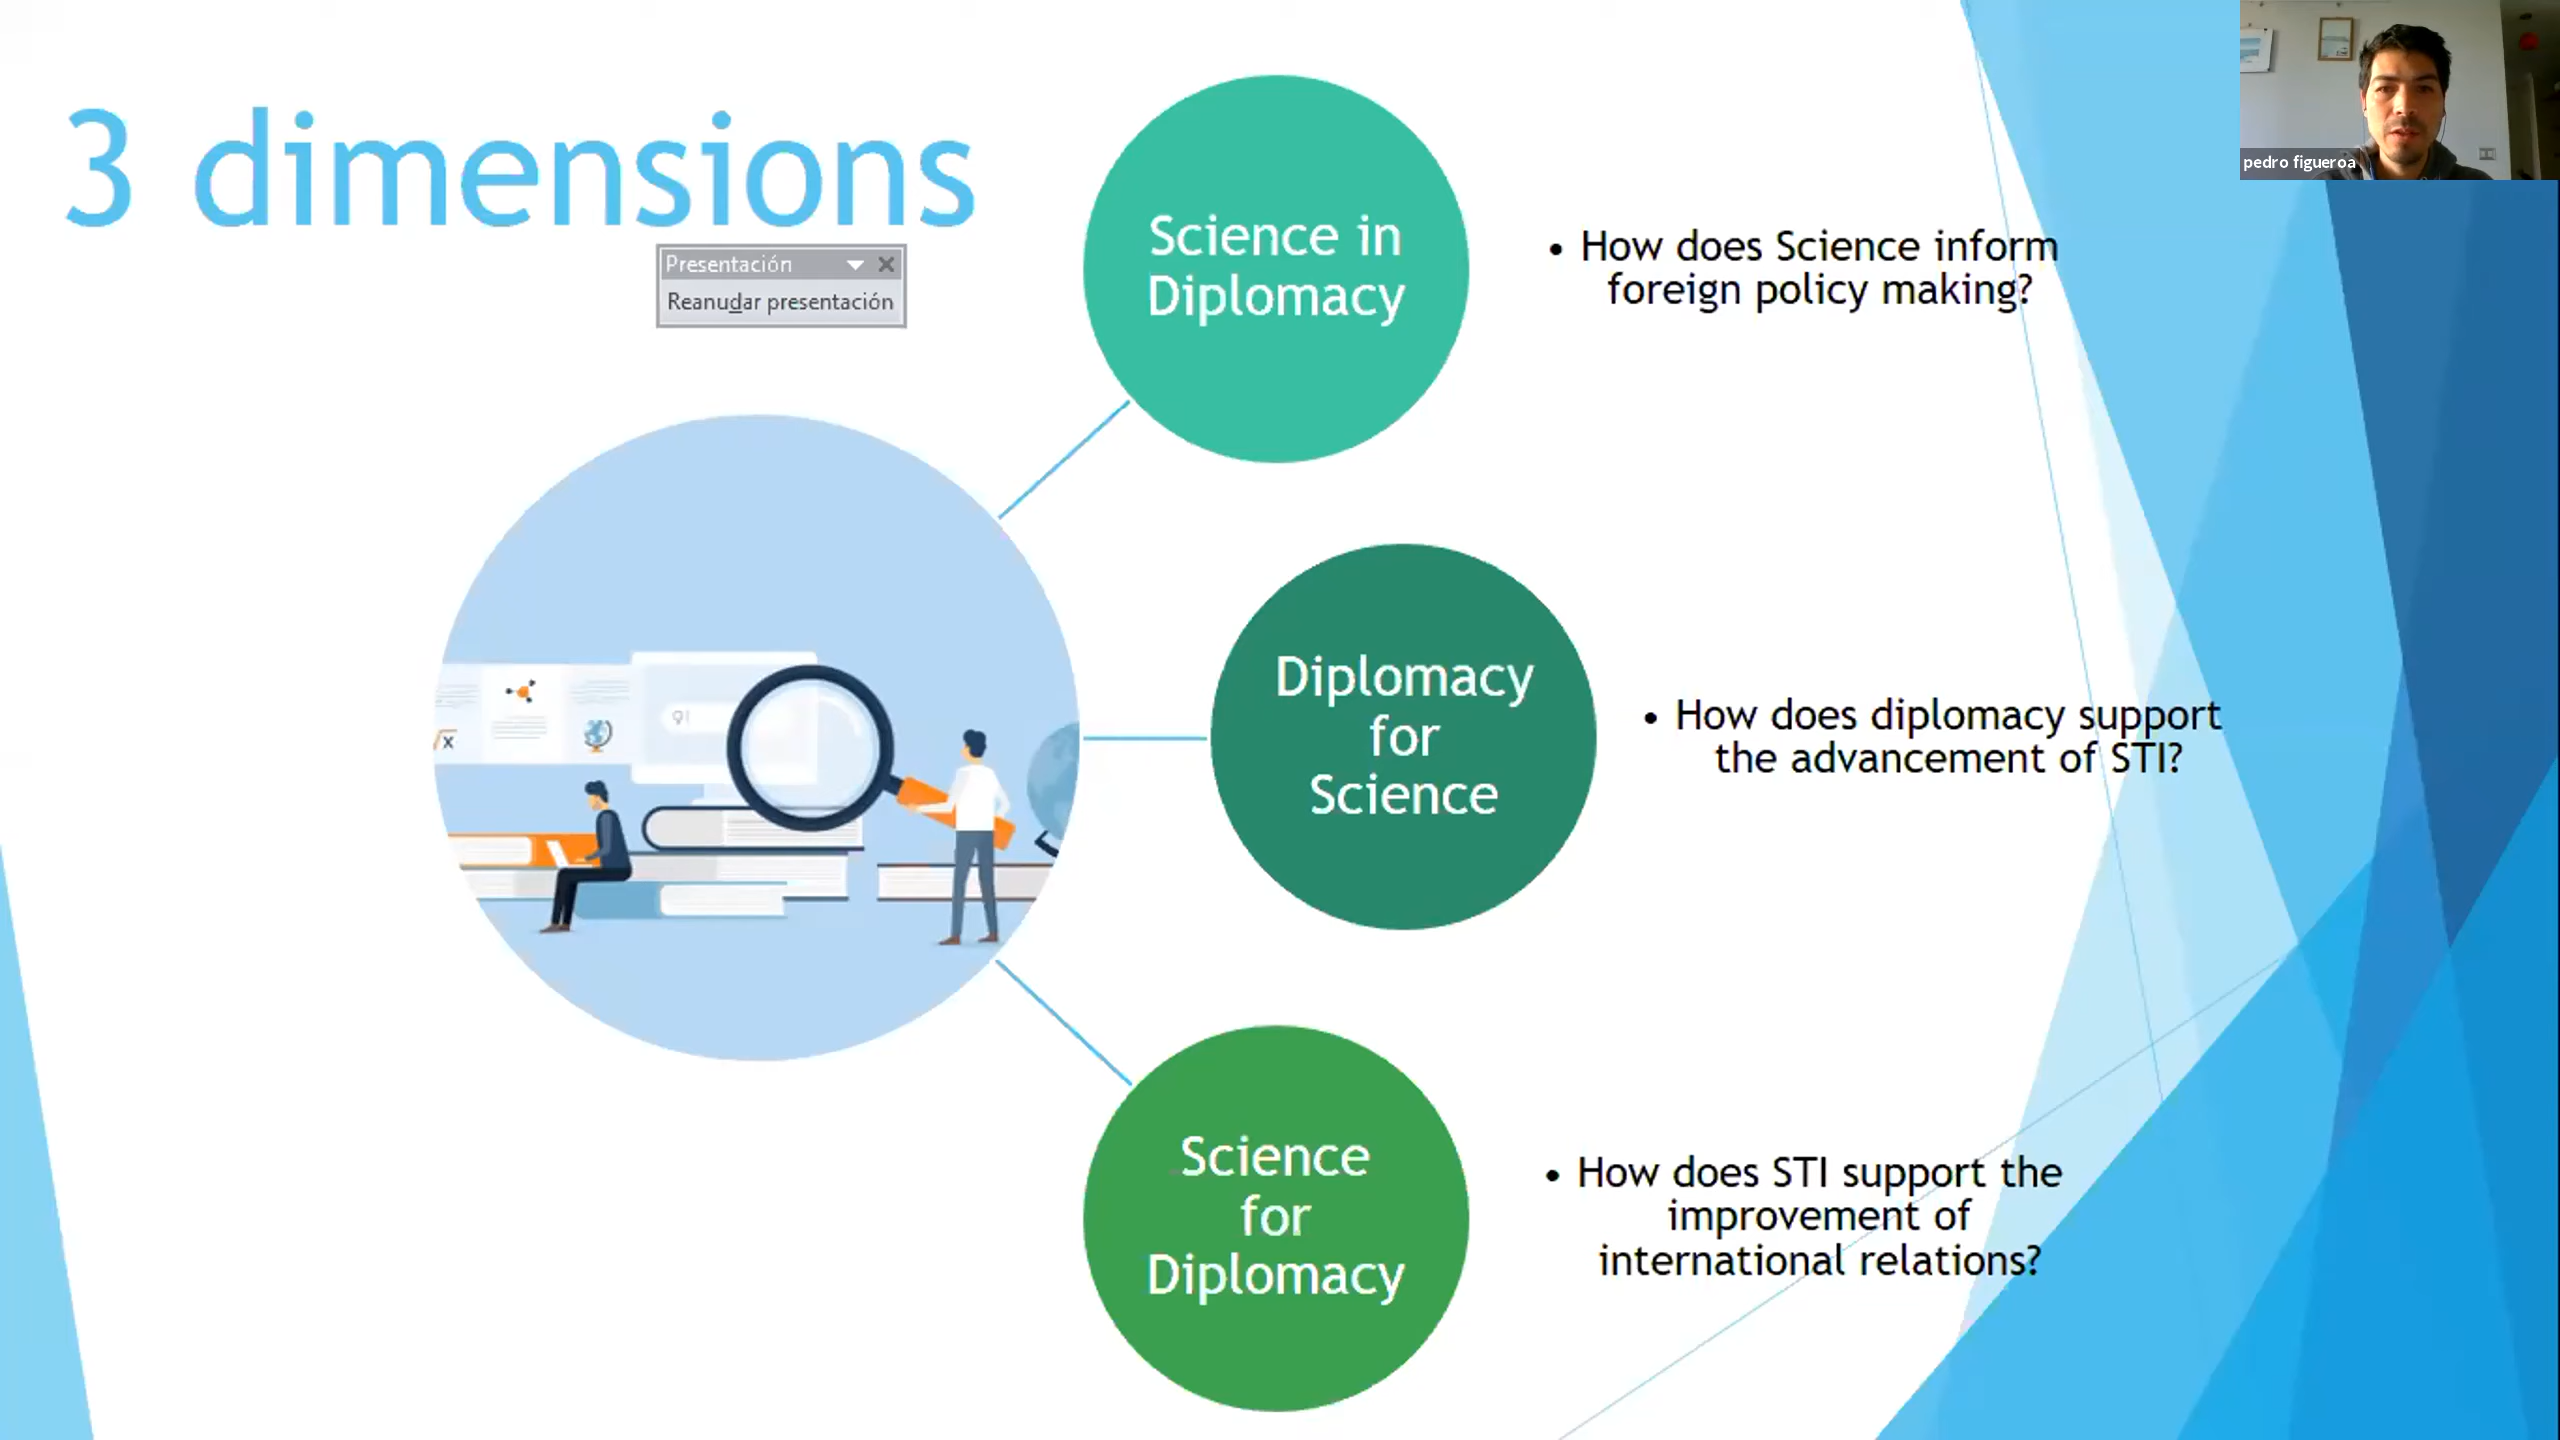 3 dimensions
Presentación
Reanudar presentación
pedro figueroa
Science in
Diplomacy
• How does Science inform
foreign policy making?
Diplomacy
for
Science
• How does diplomacy support
the advancement of STI?
Science
for
Diplomacy
• How does STI support the
improvement of
international relations?
√x